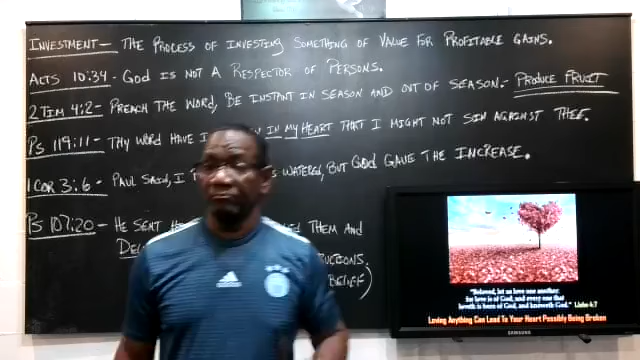 INVESTMENT— THE PROCESS OF INVESTING SOMETHING OF VALUE FOR PROFITABLE GAINS.
ACTS 10:34- GOD IS NOT A RESPECTOR OF PERSONS.
2 TIM 4:2- PREACH THE WORD, BE INSTANT IN SEASON AND OUT OF SEASON.- PRODUCE FRUIT
PS 119:11- THY WORD HAVE I IN MY HEART THAT I MIGHT NOT SIN AGAINST THEE.
1 COR 3:6- PAUL SAID, I WATERED, BUT GOD GAVE THE INCREASE.
PS 107:20- HE SENT THEM AND
BELIEF)
"Beloved, let us love one another:
for love is of God; and every one that
loveth is born of God, and knoweth God." 1John 4:7
Loving Anything Can Lead To Your Heart Possibly Being Broken
SAMSUNG
adidas